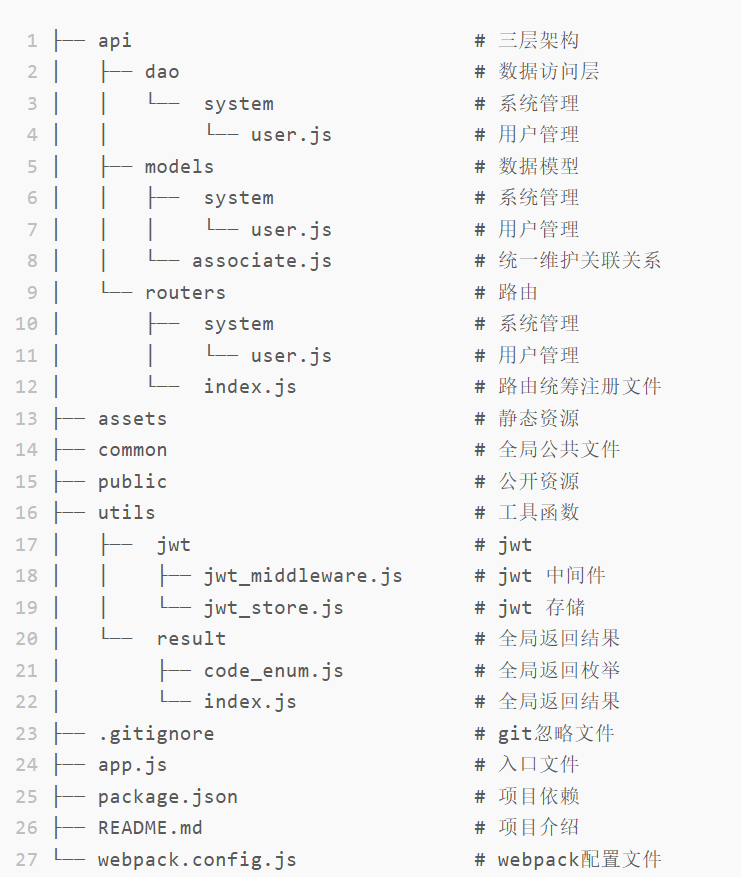 1 ├── api # 三层架构
2 │   ├── dao # 数据访问层
3 │   │   └──  system # 系统管理
4 │   │        └── user.js # 用户管理
5 │   ├── models # 数据模型
6 │   │   ├──  system # 系统管理
7 │   │   │    └── user.js # 用户管理
8 │   │   └── associate.js # 统一维护关联关系
9 │   └── routers # 路由
10 │       ├──  system # 系统管理
11 │       │    └── user.js # 用户管理
12 │       └──  index.js # 路由统筹注册文件
13 ├── assets # 静态资源
14 ├── common # 全局公共文件
15 ├── public # 公开资源
16 ├── utils # 工具函数
17 │   ├──  jwt # jwt
18 │   │    ├── jwt_middleware.js # jwt 中间件
19 │   │    └── jwt_store.js # jwt 存储
20 │   └──  result # 全局返回结果
21 │        ├── code_enum.js # 全局返回枚举
22 │        └── index.js # 全局返回结果
23 ├── .gitignore # git忽略文件
24 ├── app.js # 入口文件
25 ├── package.json # 项目依赖
26 ├── README.md # 项目介绍
27 └── webpack.config.js # webpack配置文件